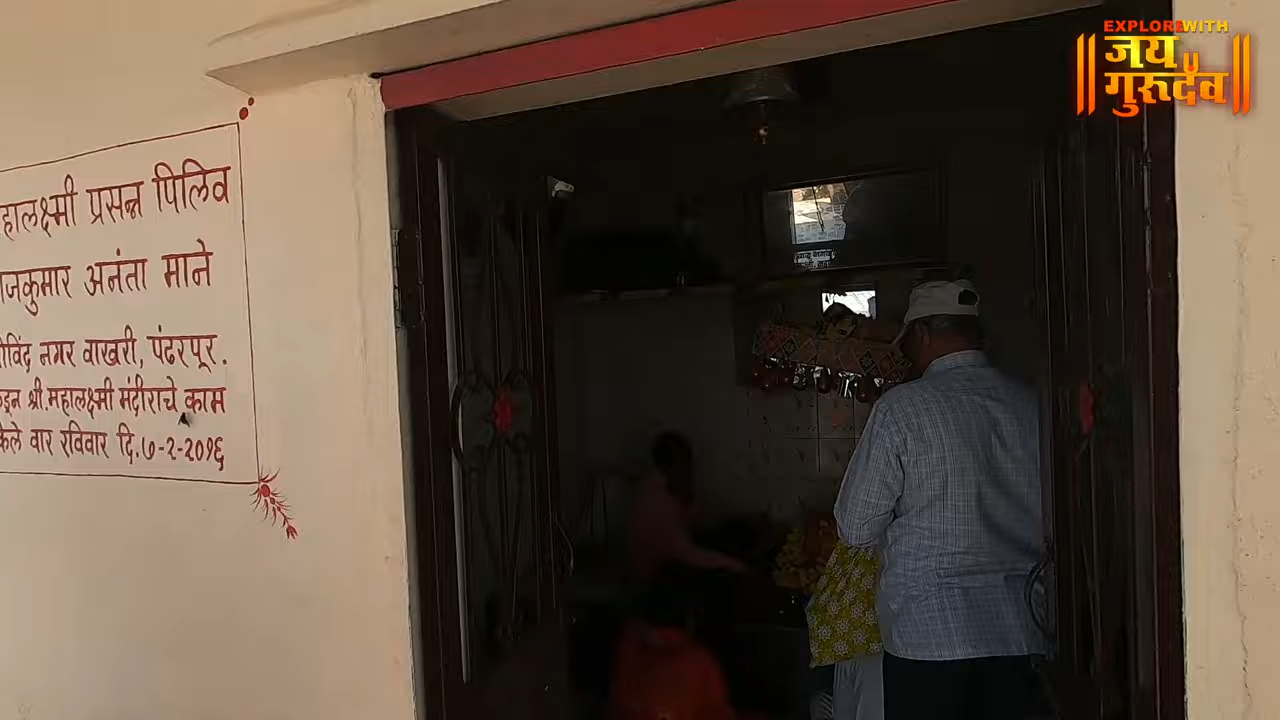 हालक्ष्मी प्रसन्न पिलिव
जकुमार अनंता माने
विंद नगर वाखरी, पंढरपूर.
श्री.महालक्ष्मी मंदीराचे काम
केले वार रविवार दि.७-२-२०१६
EXPLORE WITH
जय
गुरूदेव